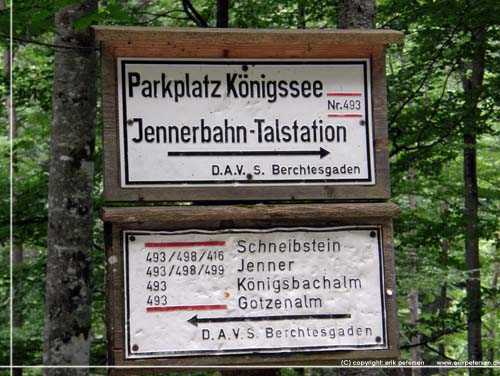 Parkplatz Königssee
Nr. 493
Jennerbahn-Talstation
D.A.V. S. Berchtesgaden
493/498/416 Schneibstein
493/498/499 Jenner
493 Königsbachalm
493 Götzenalm
D.A.V.S. Berchtesgaden
(C) copyright: erik petersen www.erikpetersen.dk